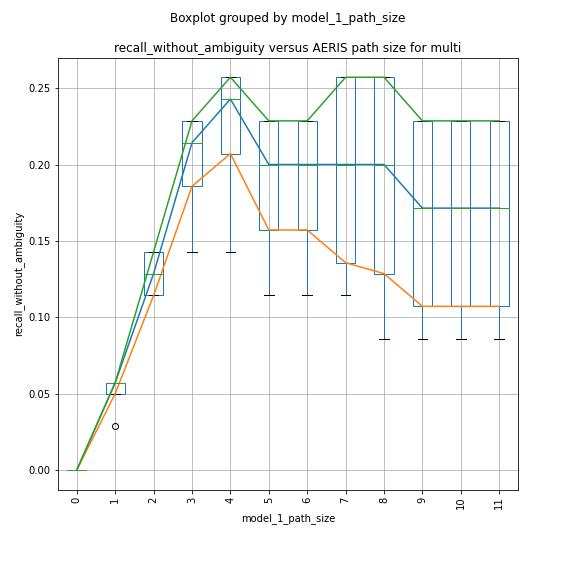 Boxplot grouped by model_1_path_size
recall_without_ambiguity versus AERIS path size for multi
recall_without_ambiguity
0.25
0.20
0.15
0.10
0.05
0.00
0 1 2 3 4 5 6 7 8 9 10 11
model_1_path_size